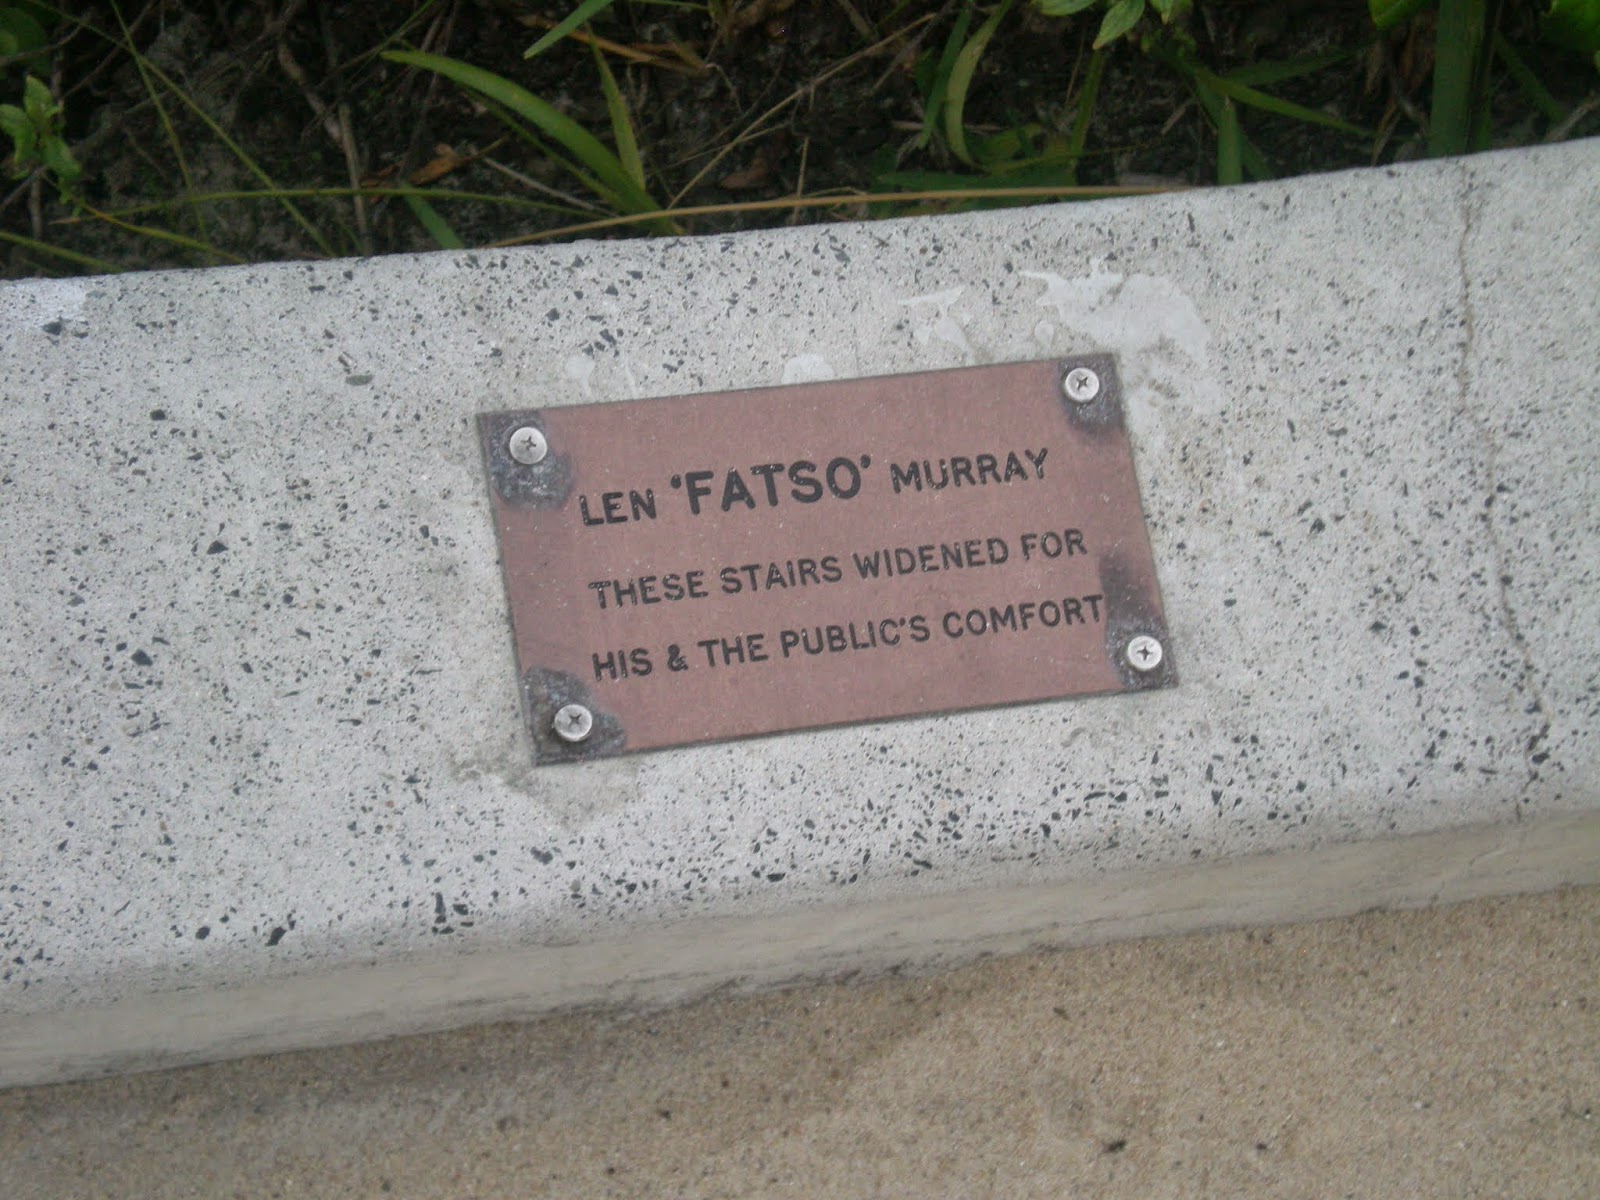 LEN 'FATSO' MURRAY
THESE STAIRS WIDENED FOR
HIS & THE PUBLIC'S COMFORT